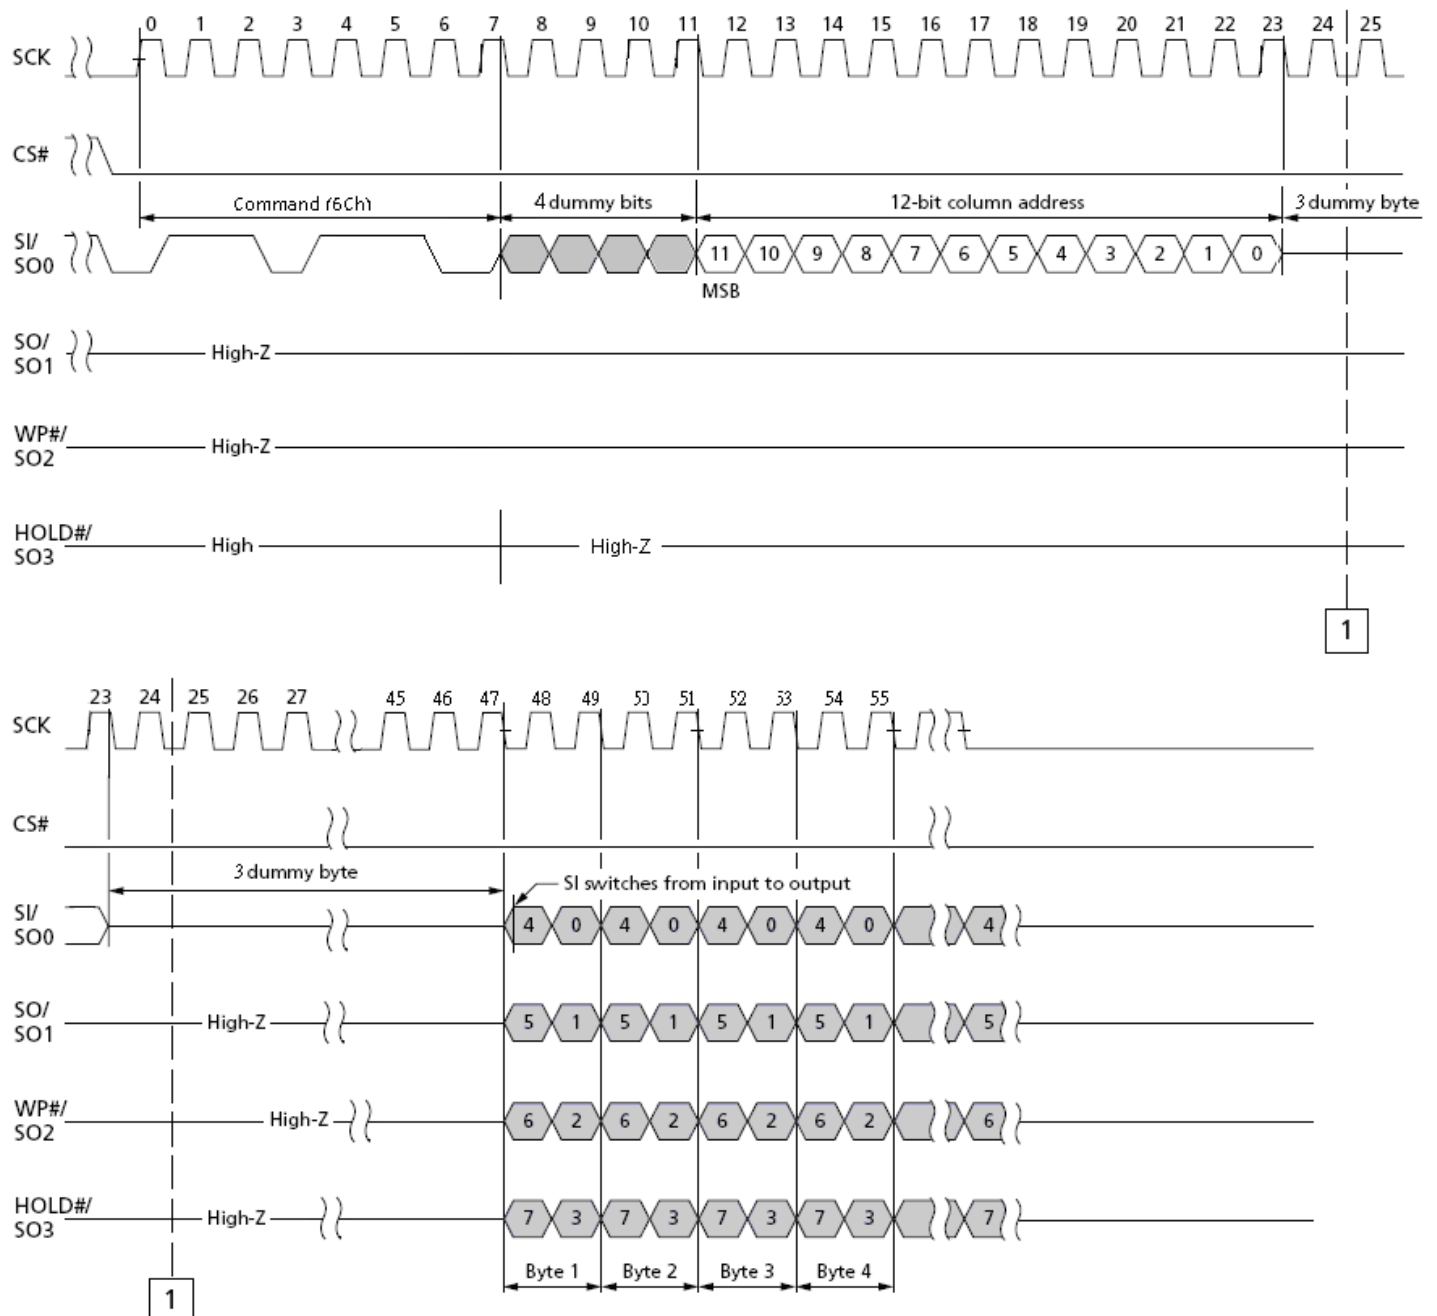 0 1 2 3 4 5 6 7 8 9 10 11 12 13 14 15 16 17 18 19 20 21 22 23 24 25
SCK
CS#
Command (6Ch) 4 dummy bits 12-bit column address 3 dummy byte
SI/
SO0
11 10 9 8 7 6 5 4 3 2 1 0
MSB
SO/
SO1
High-Z
WP#/
SO2
High-Z
HOLD#/
SO3
High High-Z
1
23 24 25 26 27 45 46 47 48 49 50 51 52 53 54 55
SCK
CS#
3 dummy byte
SI switches from input to output
SI/
SO0
4 0 4 0 4 0 4 0 4
SO/
SO1
High-Z 5 1 5 1 5 1 5 1 5
WP#/
SO2
High-Z 6 2 6 2 6 2 6 2 6
HOLD#/
SO3
High-Z 7 3 7 3 7 3 7 3 7
Byte 1 Byte 2 Byte 3 Byte 4
1